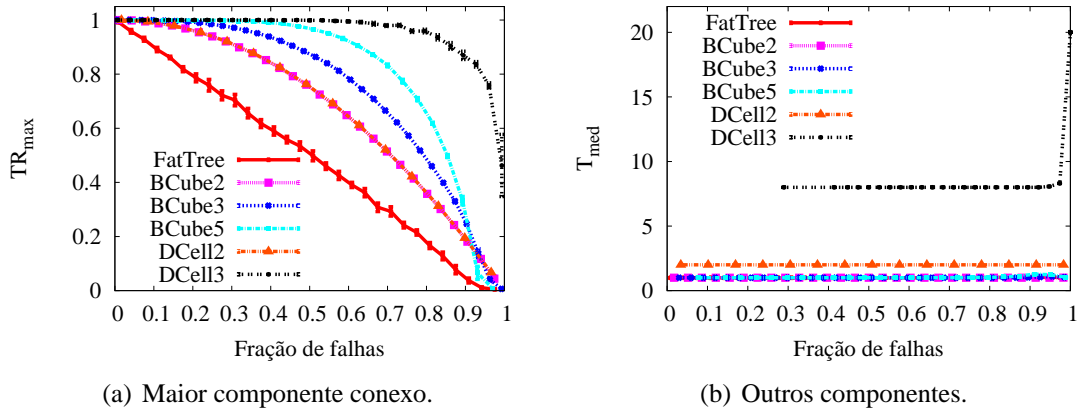 1
0.8
0.6
0.4
0.2
0
TR max
FatTree
BCube2
BCube3
BCube5
DCell2
DCell3
0 0.1 0.2 0.3 0.4 0.5 0.6 0.7 0.8 0.9 1
Fração de falhas
(a) Maior componente conexo.
20
15
10
5
0
T med
FatTree
BCube2
BCube3
BCube5
DCell2
DCell3
0 0.1 0.2 0.3 0.4 0.5 0.6 0.7 0.8 0.9 1
Fração de falhas
(b) Outros componentes.